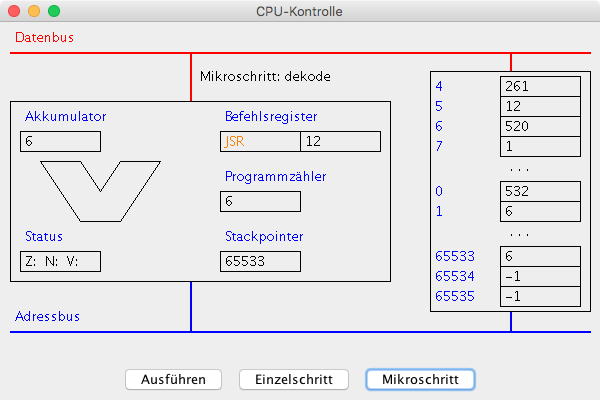 CPU-Kontrolle
Datenbus
Mikroschritt: dekode
Akkumulator
6
Befehlsregister
JSR 12
Programmzähler
6
Status
Z: N: V:
Stackpointer
65533
4 261
5 12
6 520
7 1
...
0 532
1 6
...
65533 6
65534 -1
65535 -1
Adressbus
Ausführen Einzelschritt Mikroschritt